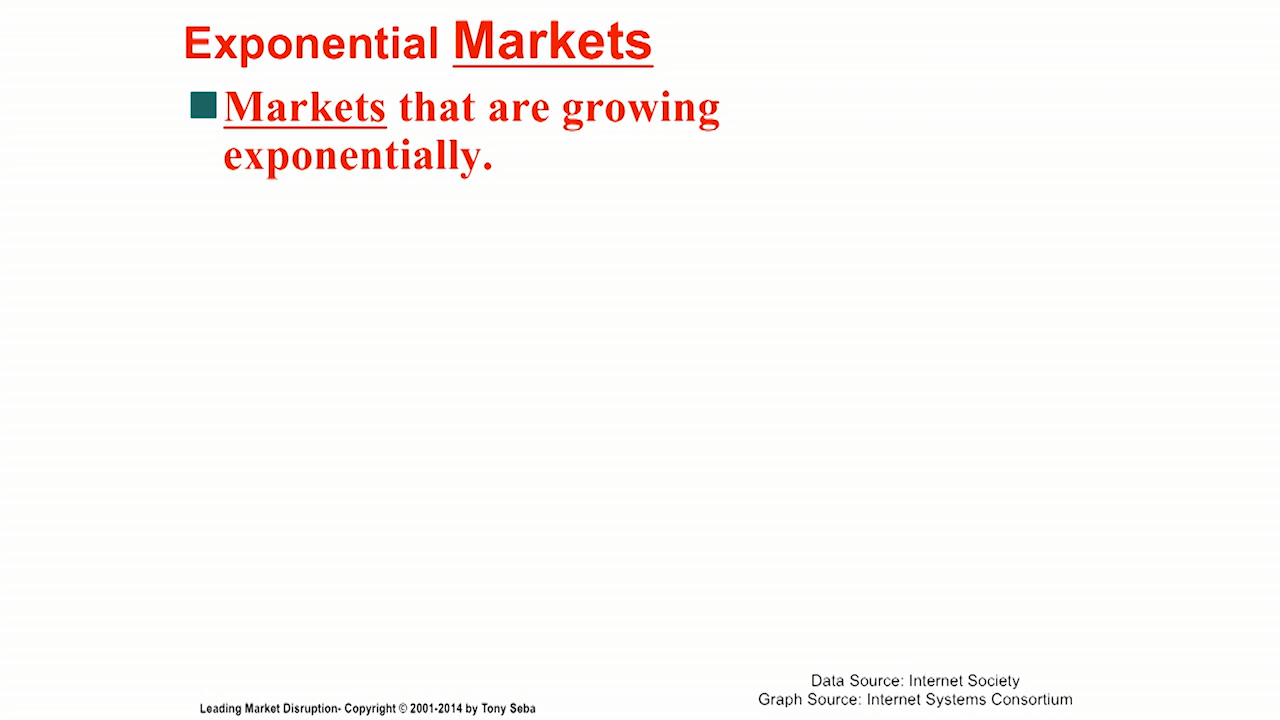 Exponential Markets
Markets that are growing
exponentially.
Data Source: Internet Society
Graph Source: Internet Systems Consortium
Leading Market Disruption- Copyright © 2001-2014 by Tony Seba